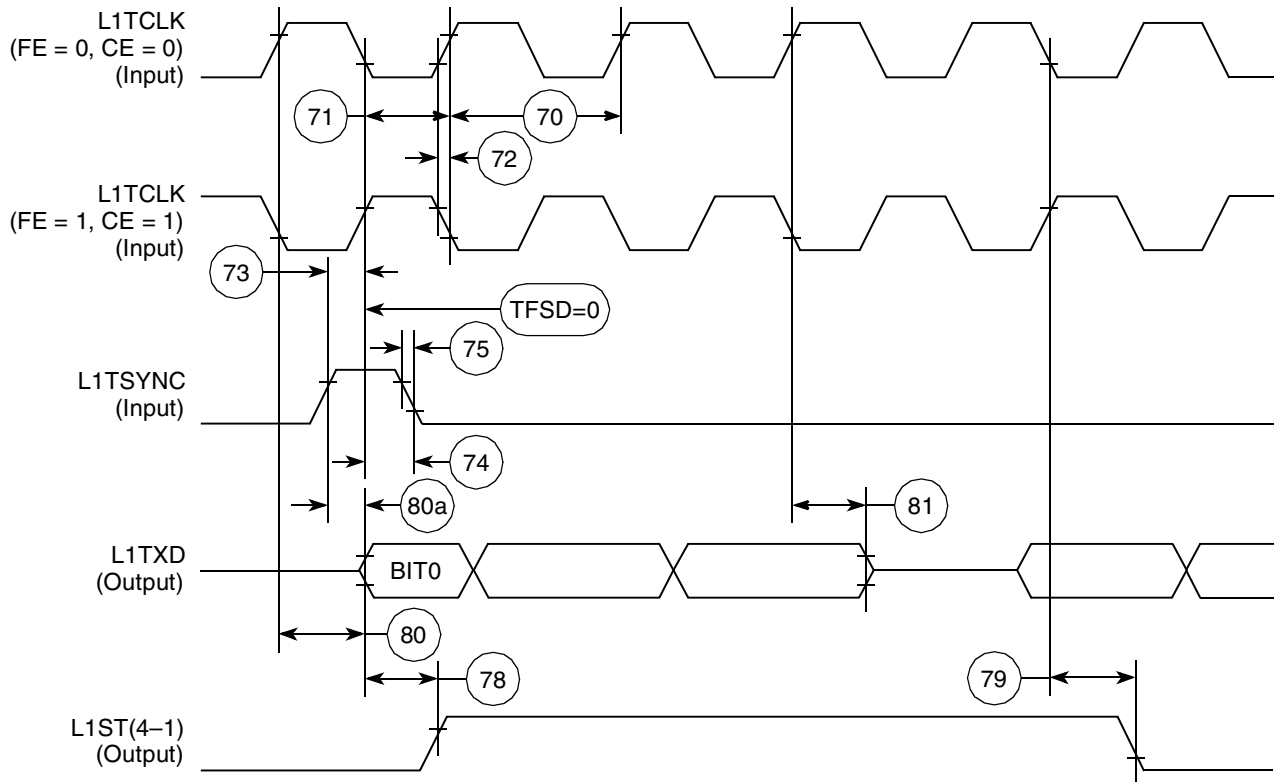 L1TCLK
(FE = 0, CE = 0)
(Input)
71
70
72
L1TCLK
(FE = 1, CE = 1)
(Input)
73
TFSD=0
75
L1TSYNC
(Input)
74
80a
81
L1TXD
(Output)
BIT0
80
78
79
L1ST(4–1)
(Output)